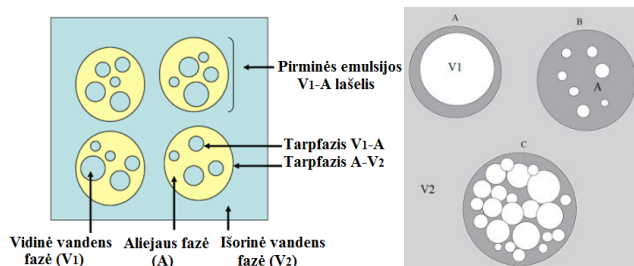 Pirminės emulsijos
V1-A lašelis
Tarpfazis V1-A
Tarpfazis A-V2
Vidinė vandens
fazė (V1)
Aliejaus fazė
(A)
Išorinė vandens
fazė (V2)
A
V1
B
A
C
V2